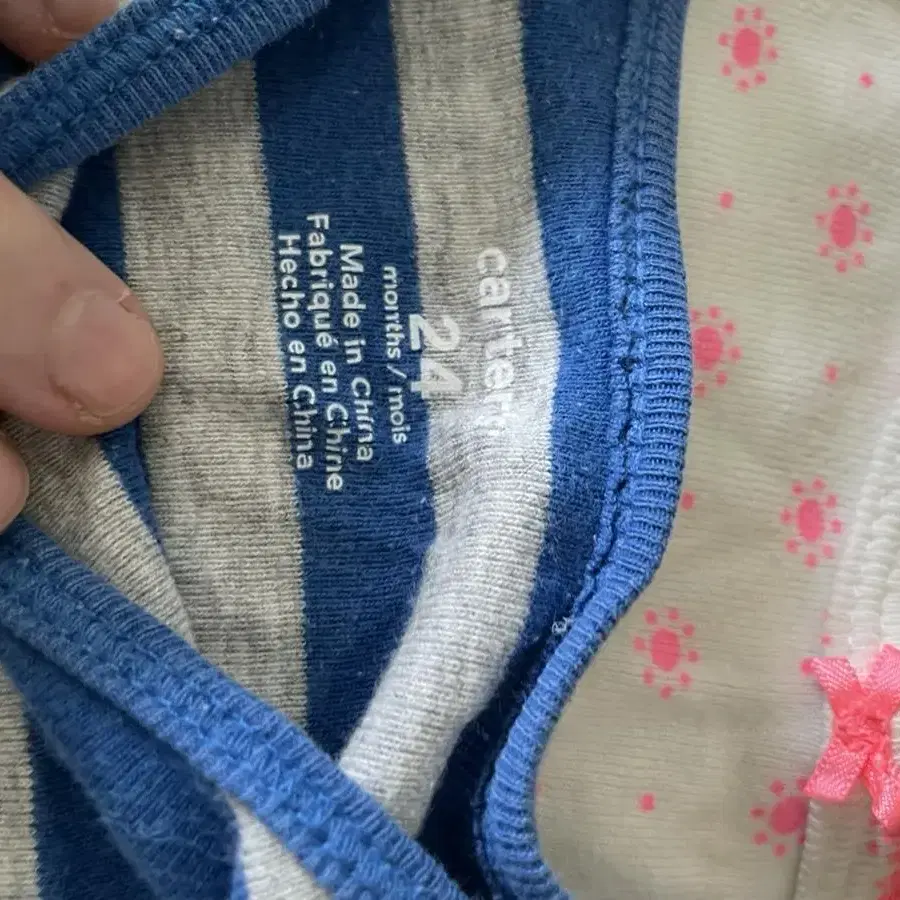 carter's
24
months / mois
Made in China
Fabriqué en Chine
Hecho en China